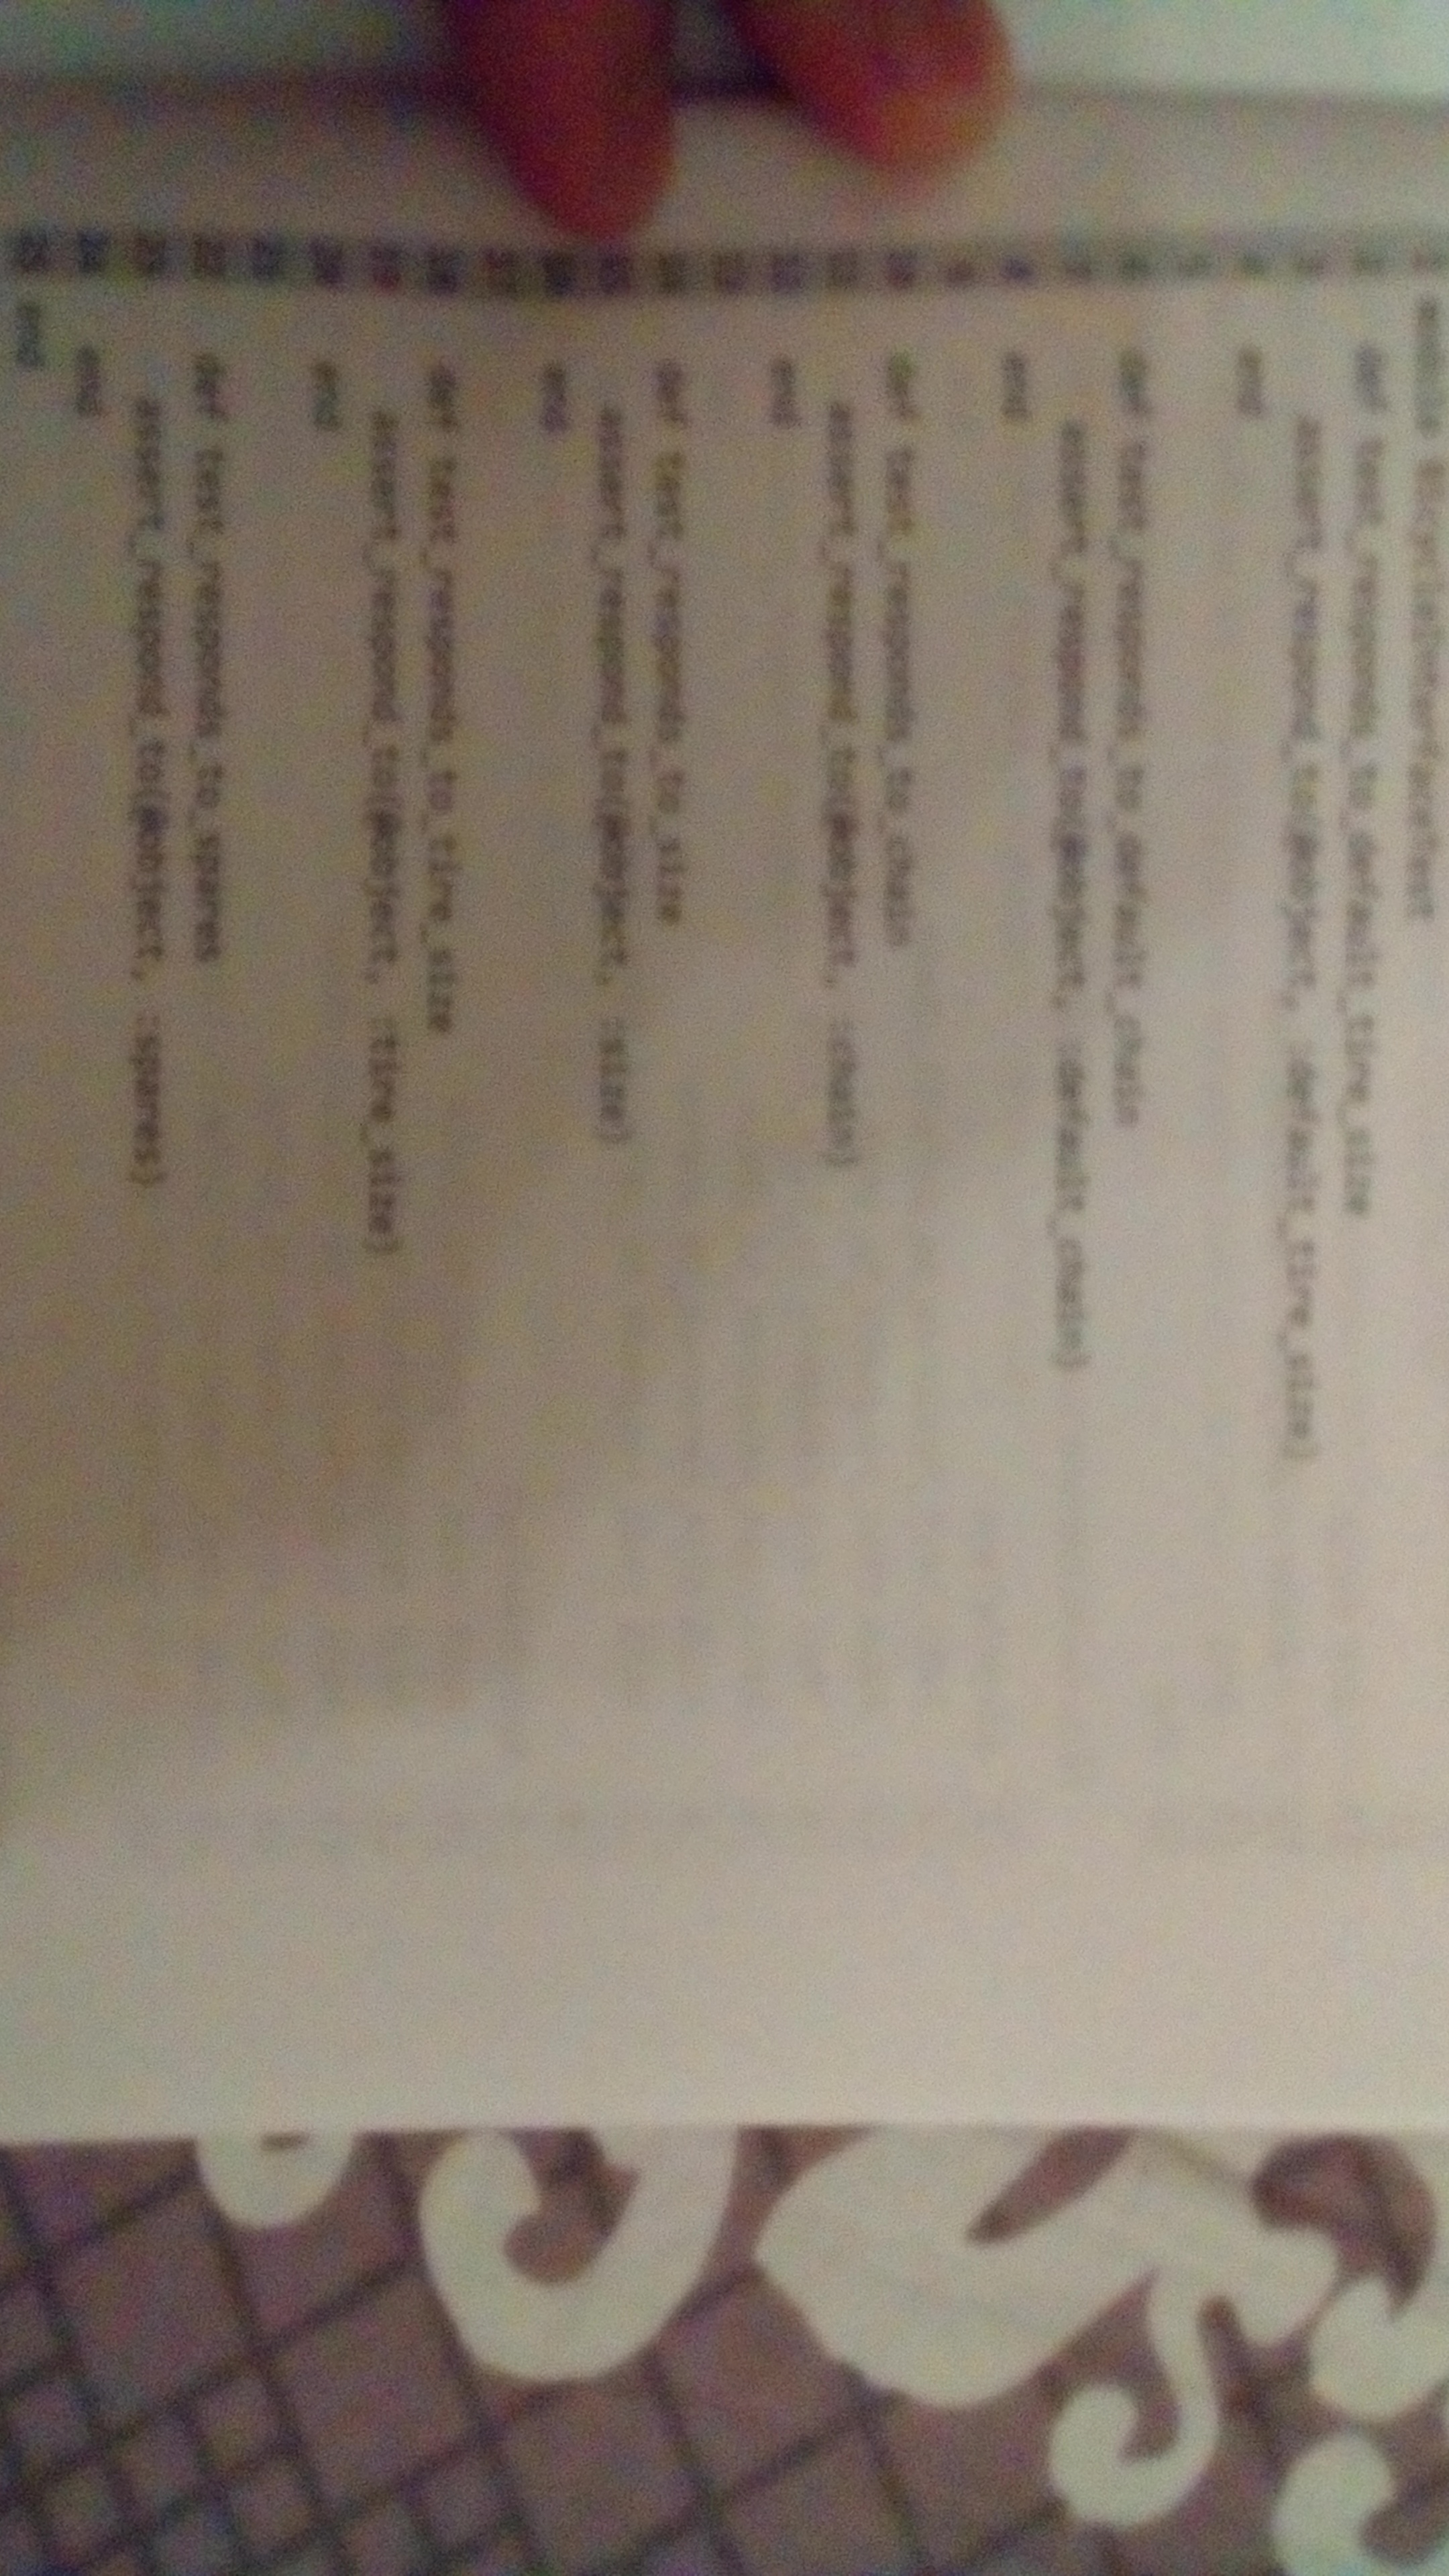 1 module BicycleInterfaceTest
2 def test_responds_to_default_tire_size
3 assert_respond_to(@object, :default_tire_size)
4 end
5
6 def test_responds_to_default_chain
7 assert_respond_to(@object, :default_chain)
8 end
9
10 def test_responds_to_chain
11 assert_respond_to(@object, :chain)
12 end
13
14 def test_responds_to_size
15 assert_respond_to(@object, :size)
16 end
17
18 def test_responds_to_tire_size
19 assert_respond_to(@object, :tire_size)
20 end
21
22 def test_responds_to_spares
23 assert_respond_to(@object, :spares)
24 end
25 end